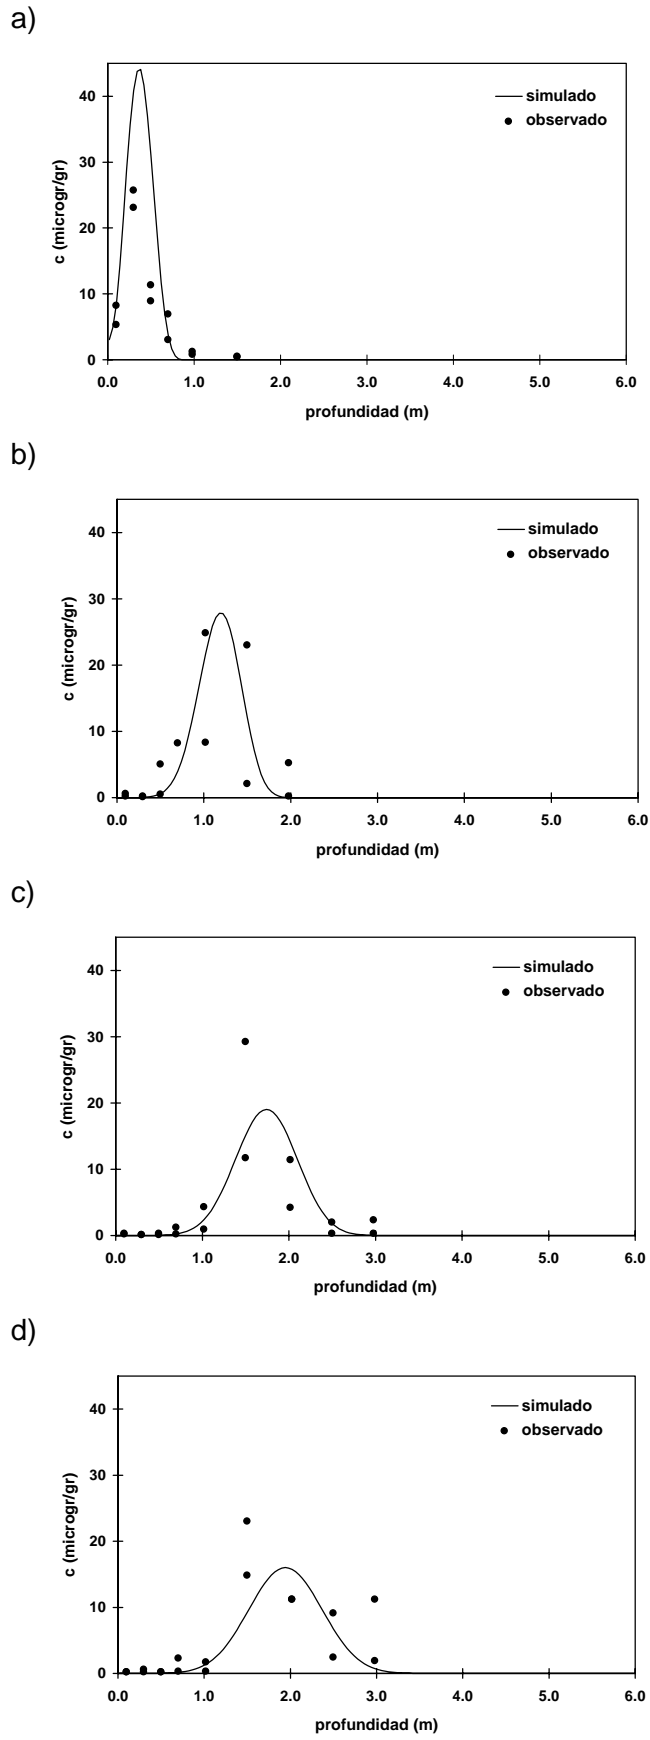 a)
simulado
observado
c (microgr/gr)
40
30
20
10
0
0.0 1.0 2.0 3.0 4.0 5.0 6.0
profundidad (m)
b)
simulado
observado
c (microgr/gr)
40
30
20
10
0
0.0 1.0 2.0 3.0 4.0 5.0 6.0
profundidad (m)
c)
simulado
observado
c (microgr/gr)
40
30
20
10
0
0.0 1.0 2.0 3.0 4.0 5.0 6.0
profundidad (m)
d)
simulado
observado
c (microgr/gr)
40
30
20
10
0
0.0 1.0 2.0 3.0 4.0 5.0 6.0
profundidad (m)